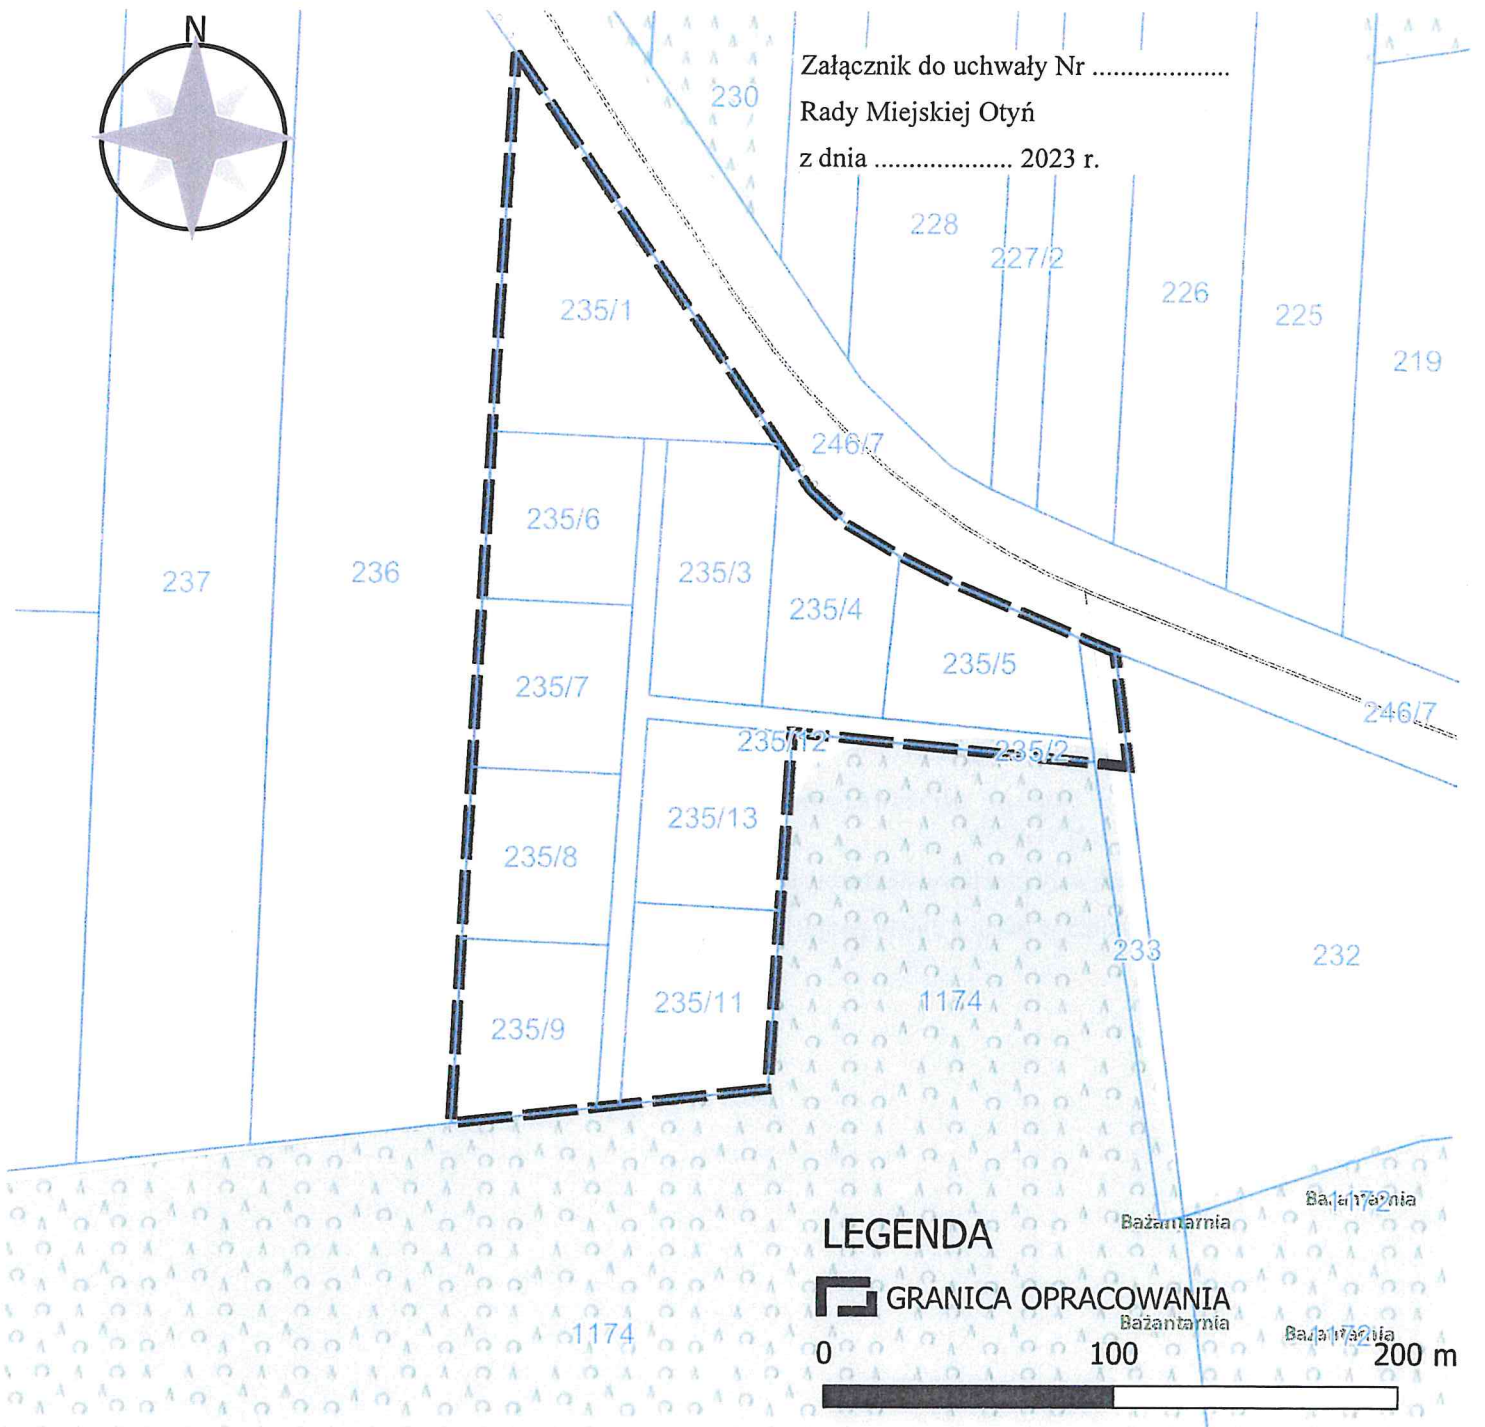 N
Załącznik do uchwały Nr ....................
Rady Miejskiej Otyń
z dnia .................... 2023 r.
230
228
227/2
226
225
219
235/1
246/7
235/6
237
236
235/3
235/4
235/5
235/7
246/7
235/12
235/2
235/13
235/8
233
232
235/11
1174
235/9
1172
Bażantarnia
Bażantarnia
LEGENDA
GRANICA OPRACOWANIA
Bażantarnia
1174
Bażantarnia
1172
0 100 200 m